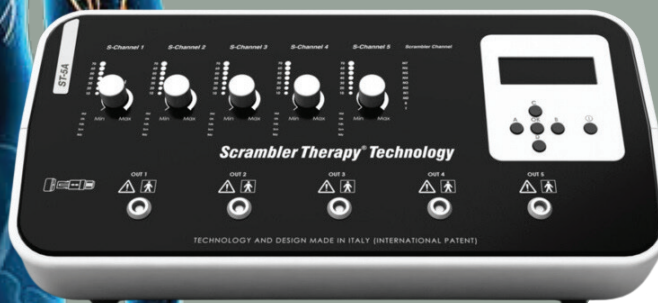 ST-5A
S-Channel 1
S-Channel 2
S-Channel 3
S-Channel 4
S-Channel 5
Scrambler Channel
Min Max
Min Max
Min Max
Min Max
Min Max
Scrambler Therapy® Technology
OUT 1
OUT 2
OUT 3
OUT 4
OUT 5
TECHNOLOGY AND DESIGN MADE IN ITALY (INTERNATIONAL PATENT)